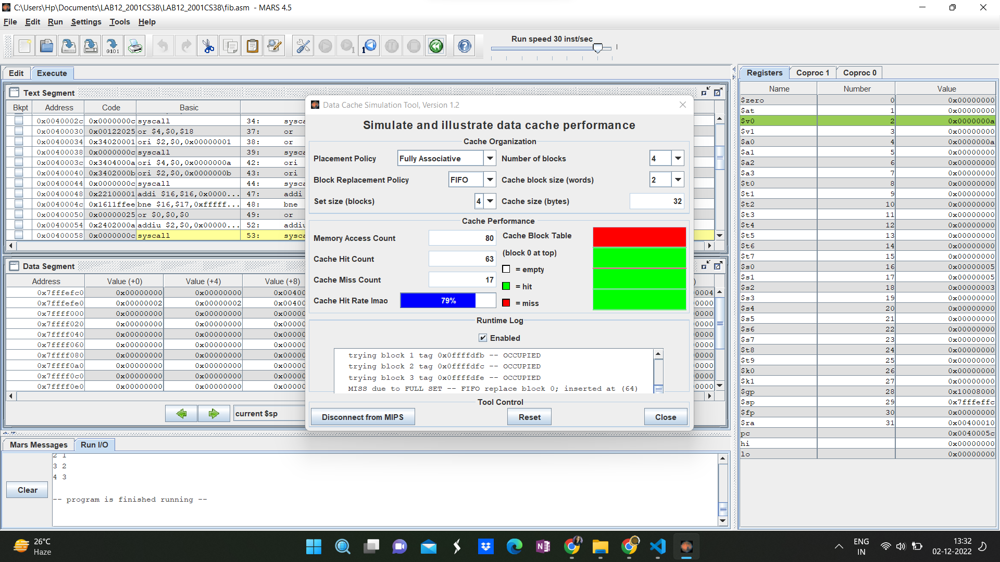 C:\Users\Hp\Documents\LAB12_2001CS38\LAB12_2001CS38\fib.asm - MARS 4.5
File Edit Run Settings Tools Help
Run speed 30 inst/sec
Edit Execute
Text Segment
Bkpt Address Code Basic
0x0040002c 0x0000000c syscall 34: sysca
0x00400030 0x00122025 or $4,$0,$18 37: or
0x00400034 0x34020001 ori $2,$0,0x00000001 38: or
0x00400038 0x0000000c syscall 39: sysca
0x0040003c 0x3404000a ori $4,$0,0x0000000a 42: ori
0x00400040 0x3402000b ori $2,$0,0x0000000b 43: ori
0x00400044 0x0000000c syscall 44: sysca
0x00400048 0x22100001 addi $16,$16,0x0000... 47: addi
0x0040004c 0x1611ffee bne $16,$17,0xfffff... 48: bne
0x00400050 0x00000025 or $0,$0,$0 49: or
0x00400054 0x2402000a addiu $2,$0,0x00000... 52: addiu
0x00400058 0x0000000c syscall 53: sysca
Data Segment
Address Value (+0) Value (+4) Value (+8) )
0x7fffefc0 0x00000000 0x00000000 0x00400 0004
0x7fffefe0 0x00000002 0x00000002 0x00400 0000
0x7ffff000 0x00000000 0x00000000 0x00000 0000
0x7ffff020 0x00000000 0x00000000 0x00000 0000
0x7ffff040 0x00000000 0x00000000 0x00000 0000
0x7ffff060 0x00000000 0x00000000 0x00000 0000
0x7ffff080 0x00000000 0x00000000 0x00000 0000
0x7ffff0a0 0x00000000 0x00000000 0x00000 0000
0x7ffff0c0 0x00000000 0x00000000 0x00000 0000
0x7ffff0e0 0x00000000 0x00000000 0x00000 0000
current $sp
Data Cache Simulation Tool, Version 1.2
Simulate and illustrate data cache performance
Cache Organization
Placement Policy Fully Associative Number of blocks 4
Block Replacement Policy FIFO Cache block size (words) 2
Set size (blocks) 4 Cache size (bytes) 32
Cache Performance
Memory Access Count 80 Cache Block Table
Cache Hit Count 63 (block 0 at top)
= empty
Cache Miss Count 17 = hit
Cache Hit Rate lmao 79% = miss
Runtime Log
Enabled
trying block 1 tag 0x0ffffdfb -- OCCUPIED
trying block 2 tag 0x0ffffdfc -- OCCUPIED
trying block 3 tag 0x0ffffdfe -- OCCUPIED
MISS due to FULL SET -- FIFO replace block 0; inserted at (64)
Tool Control
Disconnect from MIPS Reset Close
Mars Messages Run I/O
2 1
3 2
4 3
-- program is finished running --
Clear
Registers Coproc 1 Coproc 0
Name Number Value
$zero 0 0x00000000
$at 1 0x00000000
$v0 2 0x0000000a
$v1 3 0x00000000
$a0 4 0x0000000a
$a1 5 0x00000000
$a2 6 0x00000000
$a3 7 0x00000000
$t0 8 0x00000000
$t1 9 0x00000000
$t2 10 0x00000000
$t3 11 0x00000000
$t4 12 0x00000000
$t5 13 0x00000000
$t6 14 0x00000000
$t7 15 0x00000000
$s0 16 0x00000005
$s1 17 0x00000005
$s2 18 0x00000003
$s3 19 0x00000000
$s4 20 0x00000000
$s5 21 0x00000000
$s6 22 0x00000000
$s7 23 0x00000000
$t8 24 0x00000000
$t9 25 0x00000000
$k0 26 0x00000000
$k1 27 0x00000000
$gp 28 0x10008000
$sp 29 0x7fffeffc
$fp 30 0x00000000
$ra 31 0x00400010
pc 0x0040005c
hi 0x00000000
lo 0x00000000
26°C
Haze
ENG
IN
13:32
02-12-2022